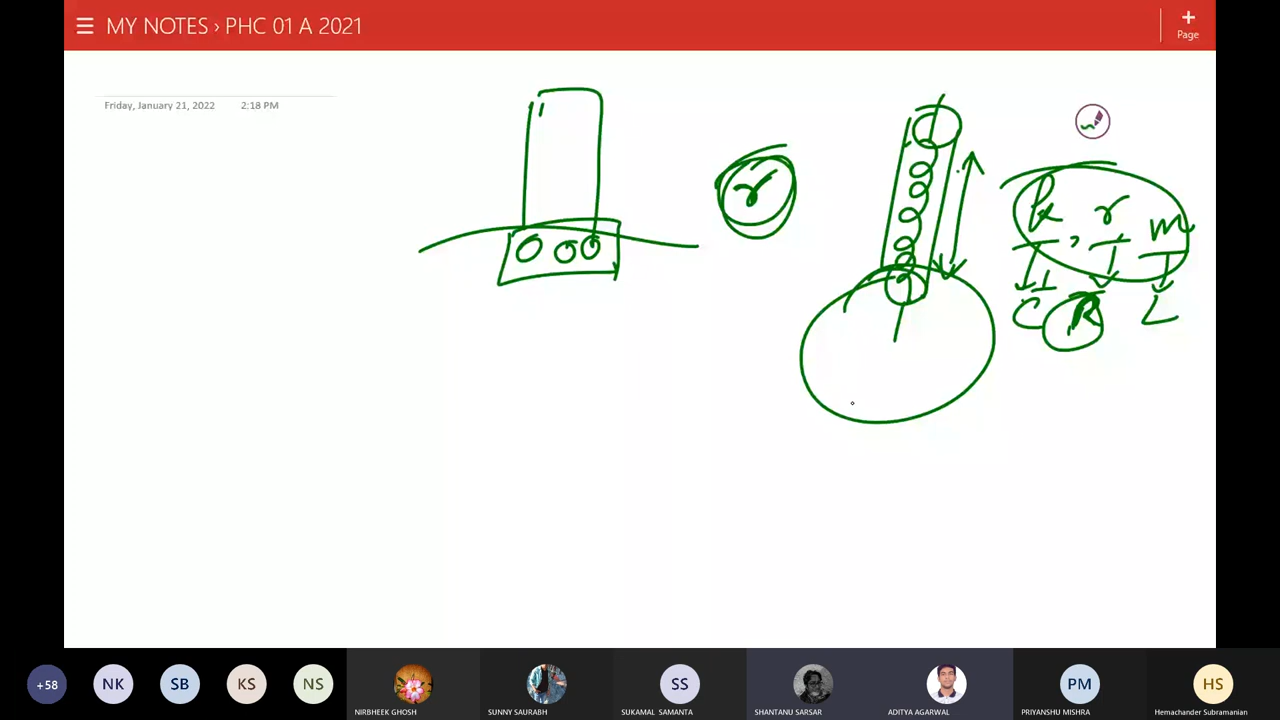 MY NOTES › PHC 01 A 2021
+
Page
Friday, January 21, 2022 2:18 PM
r
k , r m
C R L
+58 NK SB KS NS SS PM HS
NIRBHEEK GHOSH SUNNY SAURABH SUKAMAL SAMANTA SHANTANU SARSAR ADITYA AGARWAL PRIYANSHU MISHRA Hemachander Subramanian